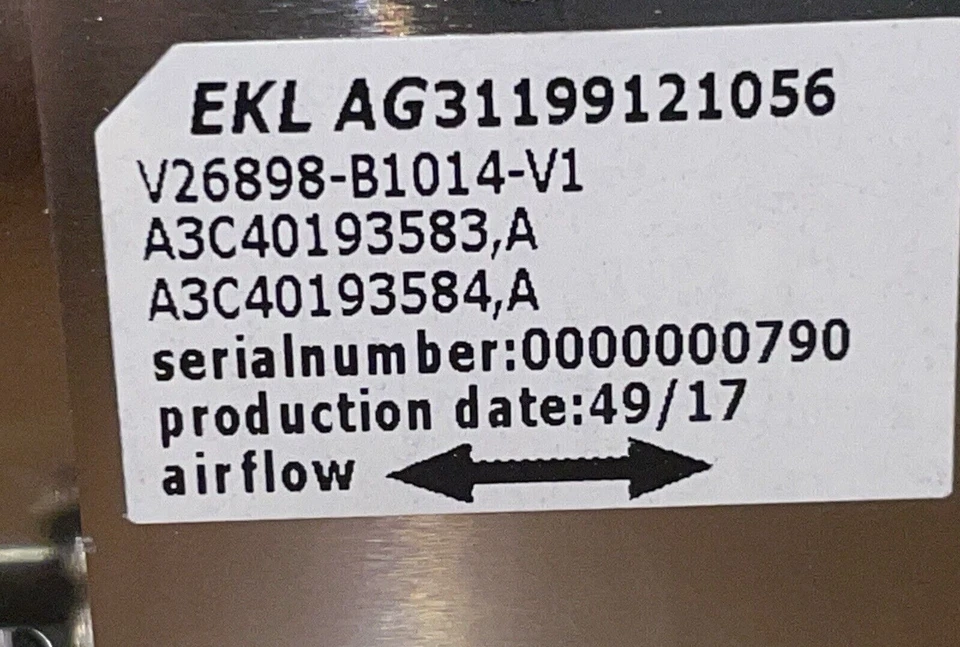 EKL AG31199121056
V26898-B1014-V1
A3C40193583,A
A3C40193584,A
serialnumber:0000000790
production date:49/17
airflow